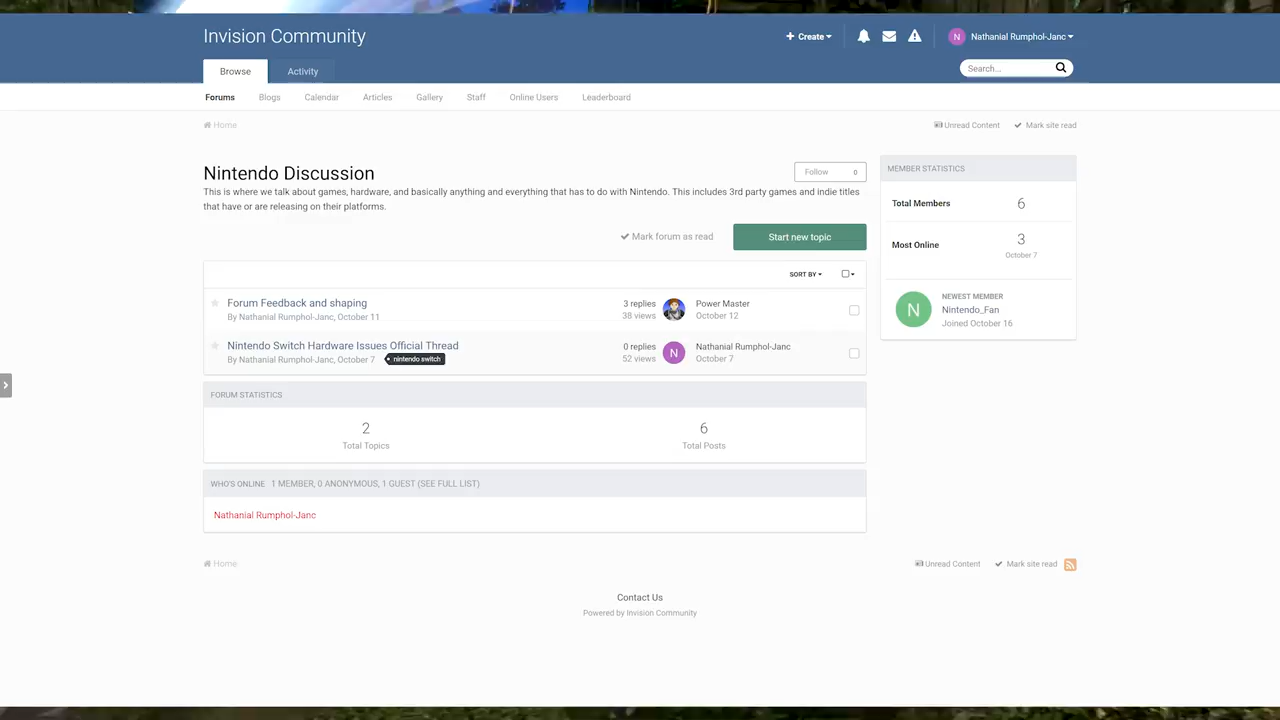 Invision Community
Create
N
Nathanial Rumphol-Janc
Browse
Activity
Search...
Forums
Blogs
Calendar
Articles
Gallery
Staff
Online Users
Leaderboard
Home
Unread Content
Mark site read
Nintendo Discussion
Follow 0
This is where we talk about games, hardware, and basically anything and everything that has to do with Nintendo. This includes 3rd party games and indie titles
that have or are releasing on their platforms.
Mark forum as read
Start new topic
SORT BY
Forum Feedback and shaping
By Nathanial Rumphol-Janc, October 11
3 replies
38 views
Power Master
October 12
Nintendo Switch Hardware Issues Official Thread
By Nathanial Rumphol-Janc, October 7
nintendo switch
0 replies
52 views
N
Nathanial Rumphol-Janc
October 7
FORUM STATISTICS
2
Total Topics
6
Total Posts
WHO'S ONLINE 1 MEMBER, 0 ANONYMOUS, 1 GUEST (SEE FULL LIST)
Nathanial Rumphol-Janc
MEMBER STATISTICS
Total Members
6
Most Online
3
October 7
N
NEWEST MEMBER
Nintendo_Fan
Joined October 16
Home
Unread Content
Mark site read
Contact Us
Powered by Invision Community